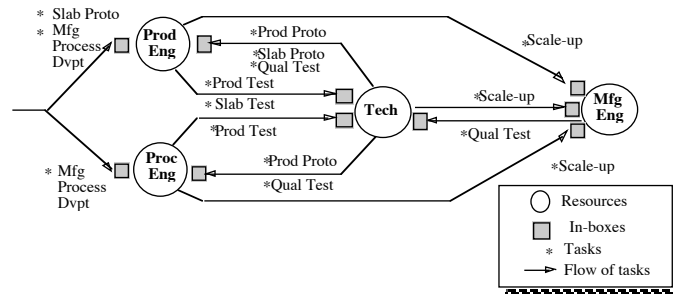 * Slab Proto
* Mfg
Process
Dvpt
Prod
Eng
*Prod Proto
*Slab Proto
*Qual Test
*Scale-up
*Prod Test
* Slab Test
*Prod Test
Tech
*Scale-up
*Qual Test
Mfg
Eng
* Mfg
Process
Dvpt
Proc
Eng
*Prod Proto
*Qual Test
*Scale-up
Resources
In-boxes
* Tasks
Flow of tasks